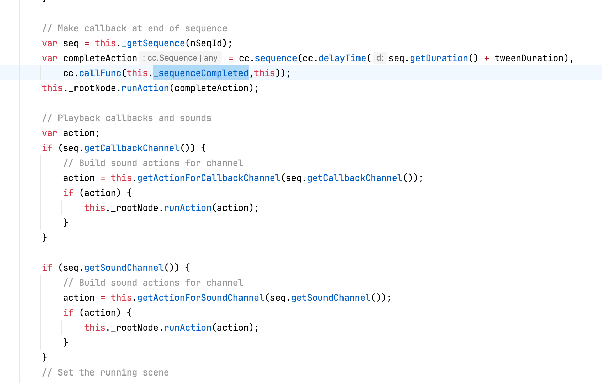 }
// Make callback at end of sequence
var seq = this._getSequence(nSeqId);
var completeAction : cc.Sequence | any = cc.sequence(cc.delayTime( d: seq.getDuration() + tweenDuration),
cc.callFunc(this._sequenceCompleted,this));
this._rootNode.runAction(completeAction);
// Playback callbacks and sounds
var action;
if (seq.getCallbackChannel()) {
// Build sound actions for channel
action = this.getActionForCallbackChannel(seq.getCallbackChannel());
if (action) {
this._rootNode.runAction(action);
}
}
if (seq.getSoundChannel()) {
// Build sound actions for channel
action = this.getActionForSoundChannel(seq.getSoundChannel());
if (action) {
this._rootNode.runAction(action);
}
}
// Set the running scene